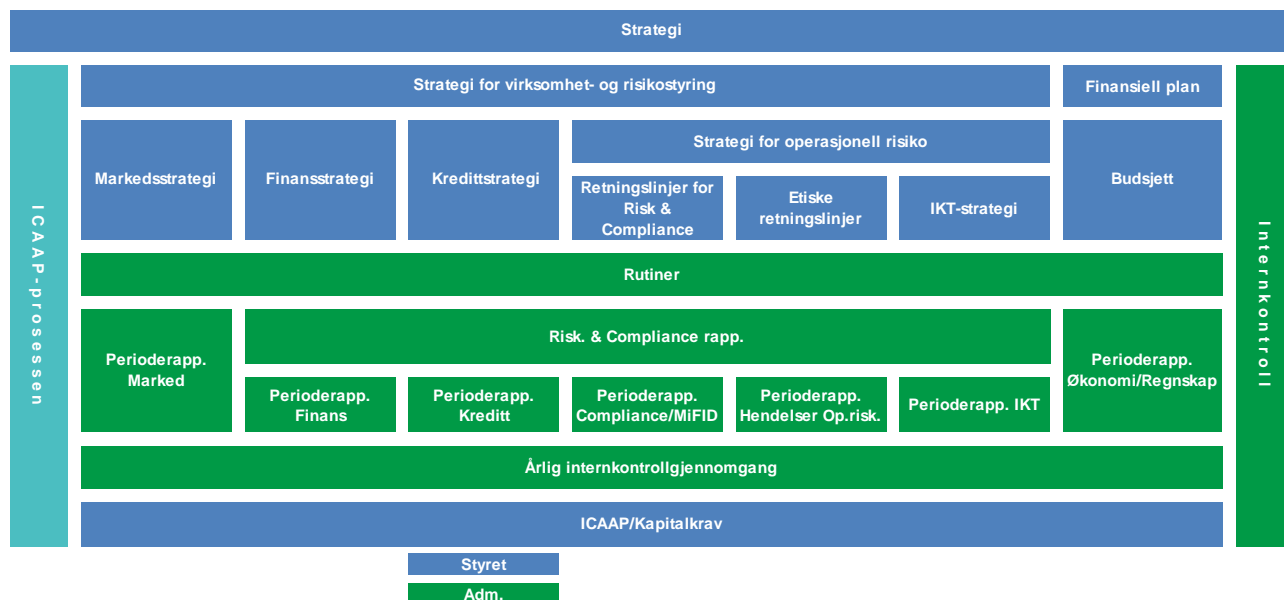 Strategi
ICAAP-prosessen
Strategi for virksomhet- og risikostyring
Finansiell plan
Internkontroll
Markedsstrategi
Finansstrategi
Kredittstrategi
Strategi for operasjonell risiko
Budsjett
Retningslinjer for
Risk &
Compliance
Etiske
retningslinjer
IKT-strategi
Rutiner
Perioderapp.
Marked
Risk. & Compliance rapp.
Perioderapp.
Økonomi/Regnskap
Perioderapp.
Finans
Perioderapp.
Kreditt
Perioderapp.
Compliance/MiFID
Perioderapp.
Hendelser Op.risk.
Perioderapp. IKT
Årlig internkontrollgjennomgang
ICAAP/Kapitalkrav
Styret
Adm.